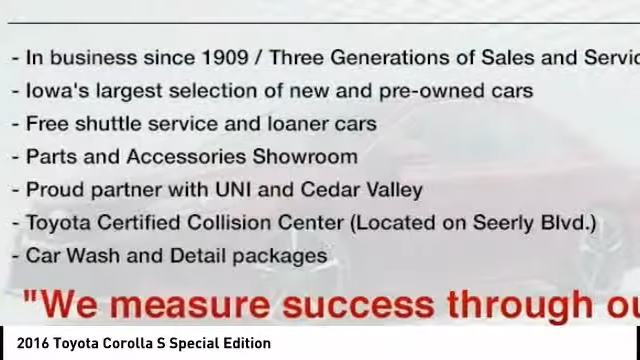 - In business since 1909 / Three Generations of Sales and
- Iowa's largest selection of new and pre-owned cars
- Free shuttle service and loaner cars
- Parts and Accessories Showroom
- Proud partner with UNI and Cedar Valley
- Toyota Certified Collision Center (Located on Seerly Blvd.)
- Car Wash and Detail packages
"We measure success through
2016 Toyota Corolla S Special Edition